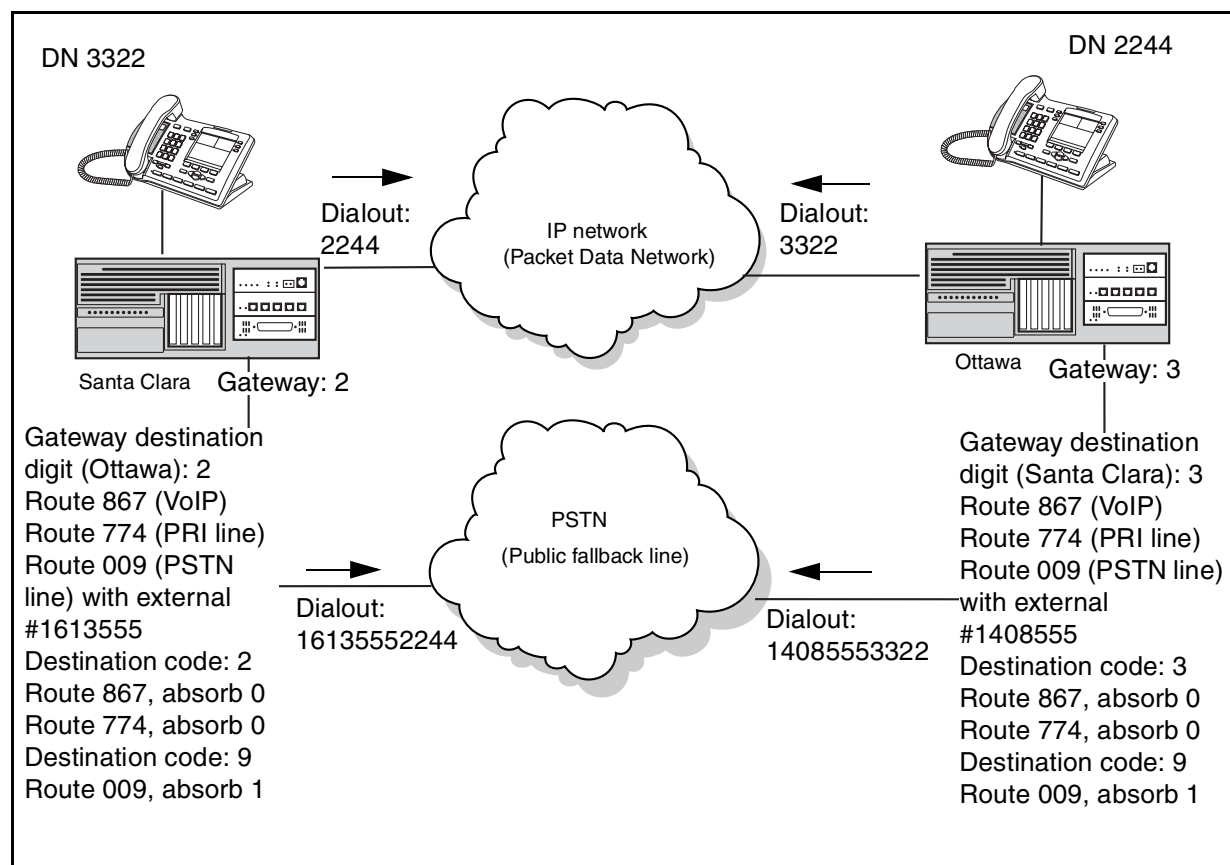 DN 3322
DN 2244
Dialout:
2244
IP network
(Packet Data Network)
Dialout:
3322
Santa Clara
Gateway: 2
Ottawa
Gateway: 3
Gateway destination
digit (Ottawa): 2
Route 867 (VoIP)
Route 774 (PRI line)
Route 009 (PSTN
line) with external
#1613555
Destination code: 2
Route 867, absorb 0
Route 774, absorb 0
Destination code: 9
Route 009, absorb 1
PSTN
(Public fallback line)
Dialout:
16135552244
Dialout:
14085553322
Gateway destination
digit (Santa Clara): 3
Route 867 (VoIP)
Route 774 (PRI line)
Route 009 (PSTN line)
with external
#1408555
Destination code: 3
Route 867, absorb 0
Route 774, absorb 0
Destination code: 9
Route 009, absorb 1